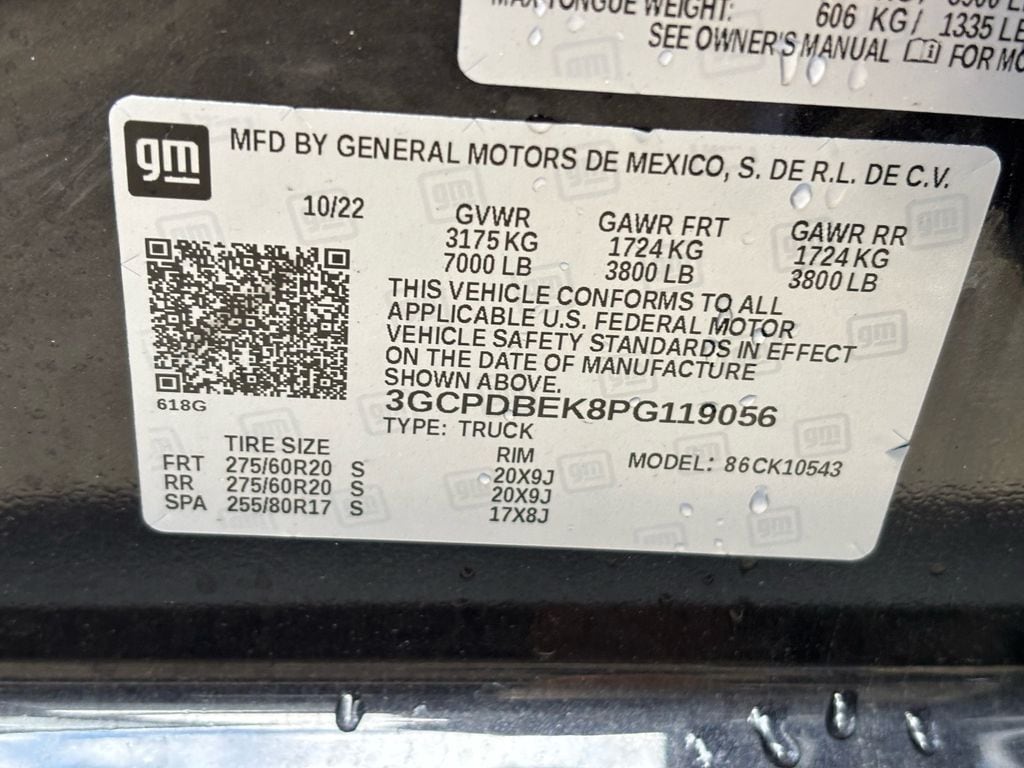 MAX TONGUE WEIGHT: 606 KG/ 1335 LB
SEE OWNER'S MANUAL FOR MO
gm
MFD BY GENERAL MOTORS DE MEXICO, S. DE R.L. DE C.V.
10/22
GVWR GAWR FRT GAWR RR
3175 KG 1724 KG 1724 KG
7000 LB 3800 LB 3800 LB
THIS VEHICLE CONFORMS TO ALL
APPLICABLE U.S. FEDERAL MOTOR
VEHICLE SAFETY STANDARDS IN EFFECT
ON THE DATE OF MANUFACTURE
SHOWN ABOVE.
3GCPDBEK8PG119056
618G
TYPE: TRUCK
TIRE SIZE RIM MODEL: 86CK10543
FRT 275/60R20 S 20X9J
RR 275/60R20 S 20X9J
SPA 255/80R17 S 17X8J